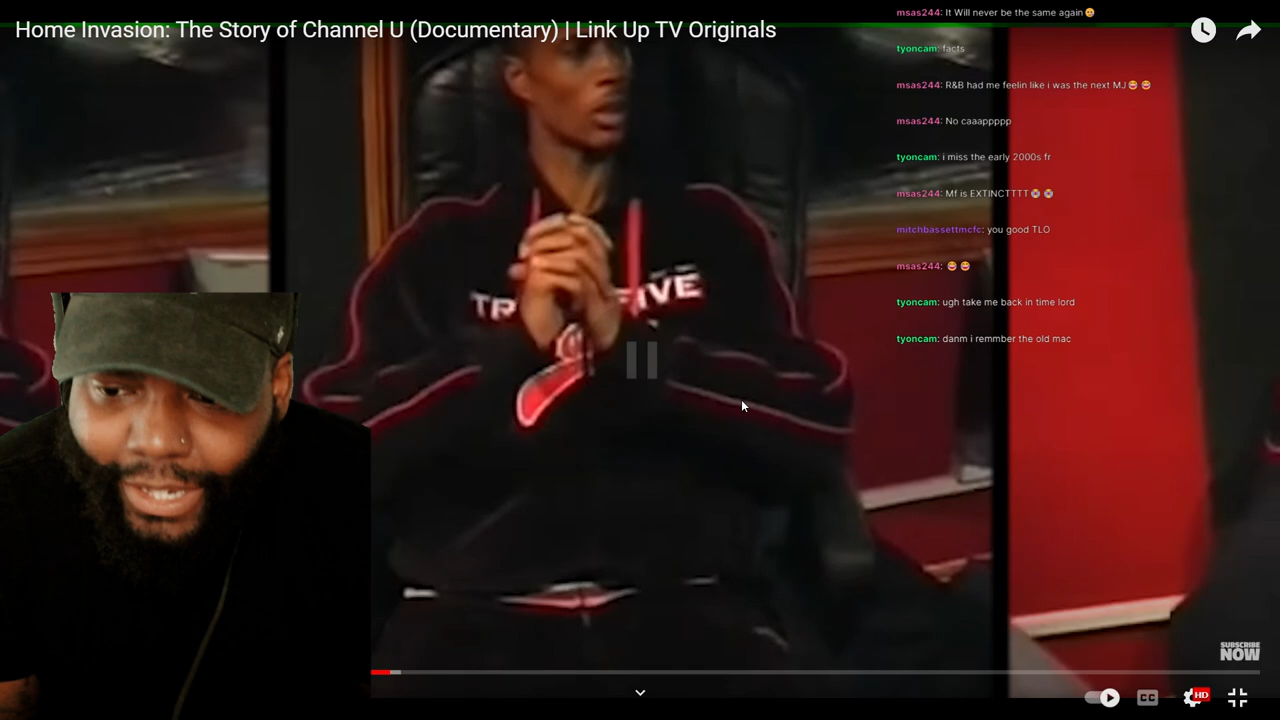 Home Invasion: The Story of Channel U (Documentary) | Link Up TV Originals
msas244: It Will never be the same again🙁
tyoncam: facts
msas244: R&B had me feelin like i was the next MJ😂 😂
msas244: No caaappppp
tyoncam: i miss the early 2000s fr
msas244: Mf is EXTINCTTTT😭 😭
mitchbassettmcfc: you good TLO
msas244: 😂 😂
tyoncam: ugh take me back in time lord
tyoncam: danm i remmber the old mac
SUBSCRIBE
NOW
CC
HD